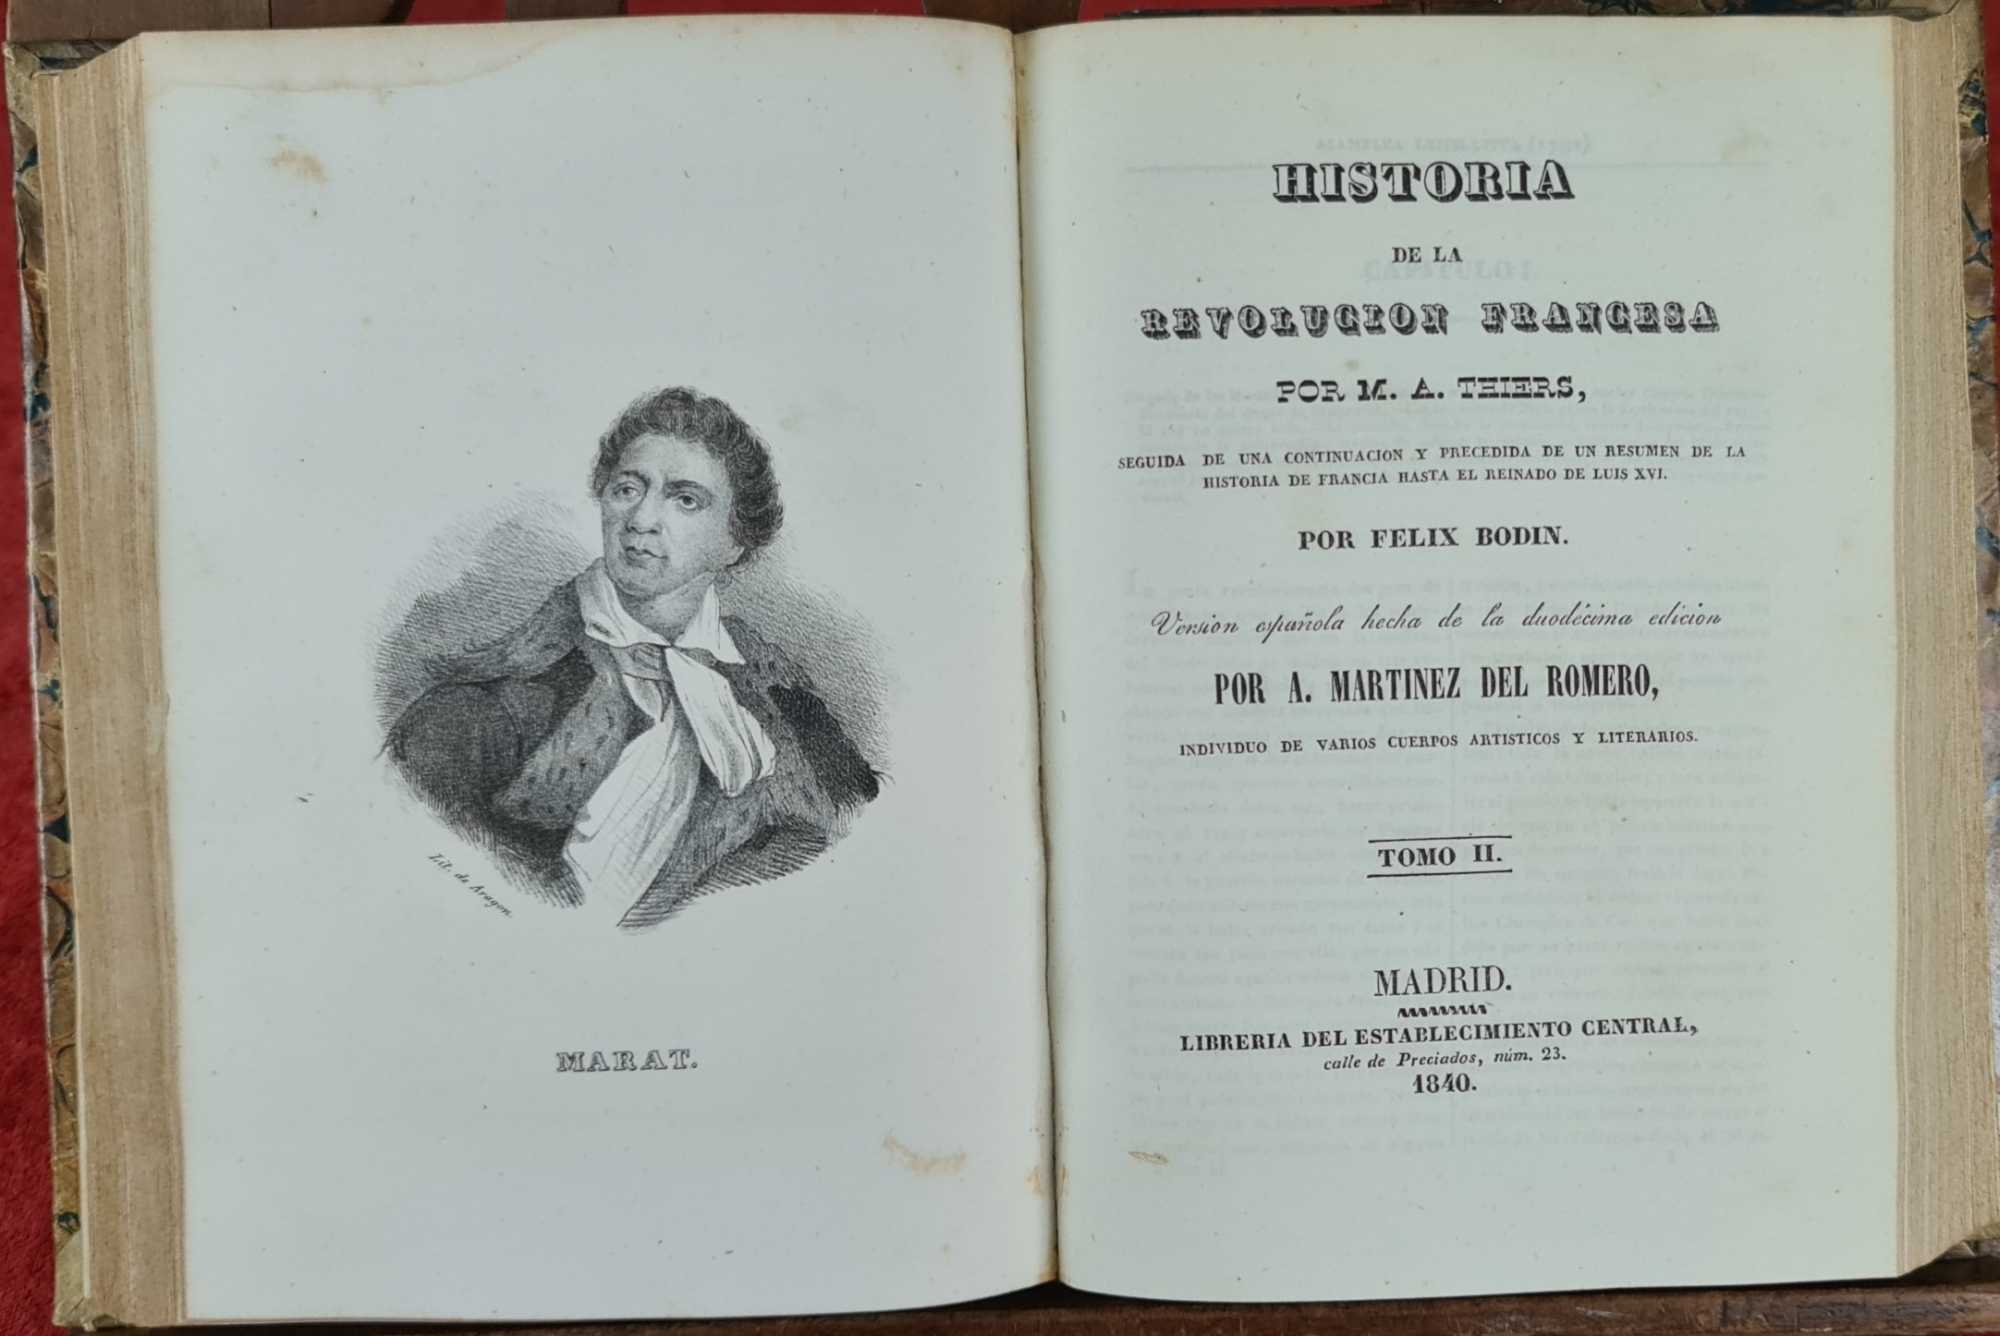 Lit. de Aragon.
MARAT.
HISTORIA
DE LA
REVOLUCION FRANCESA
POR M. A. THIERS,
SEGUIDA DE UNA CONTINUACION Y PRECEDIDA DE UN RESUMEN DE LA
HISTORIA DE FRANCIA HASTA EL REINADO DE LUIS XVI.
POR FELIX BODIN.
Version española hecha de la duodécima edicion
POR A. MARTINEZ DEL ROMERO,
INDIVIDUO DE VARIOS CUERPOS ARTISTICOS Y LITERARIOS.
TOMO II.
MADRID.
LIBRERIA DEL ESTABLECIMIENTO CENTRAL,
calle de Preciados, núm. 23.
1840.